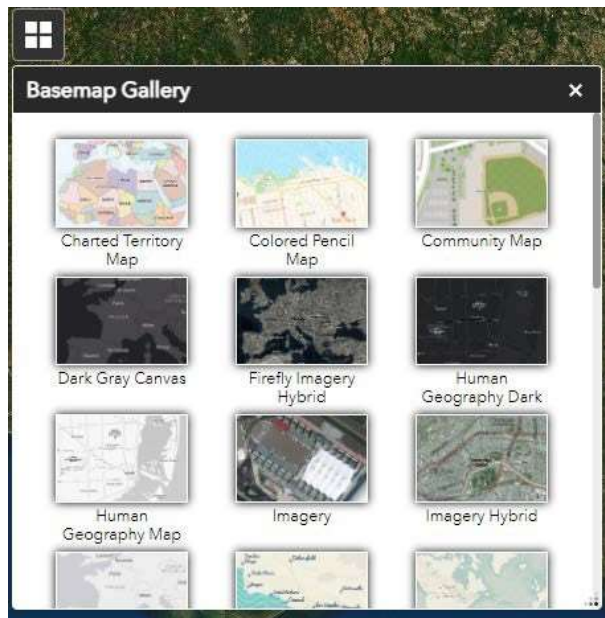 Basemap Gallery
Charted Territory
Map
Colored Pencil
Map
Community Map
Dark Gray Canvas
Firefly Imagery
Hybrid
Human
Geography Dark
Human
Geography Map
Imagery
Imagery Hybrid